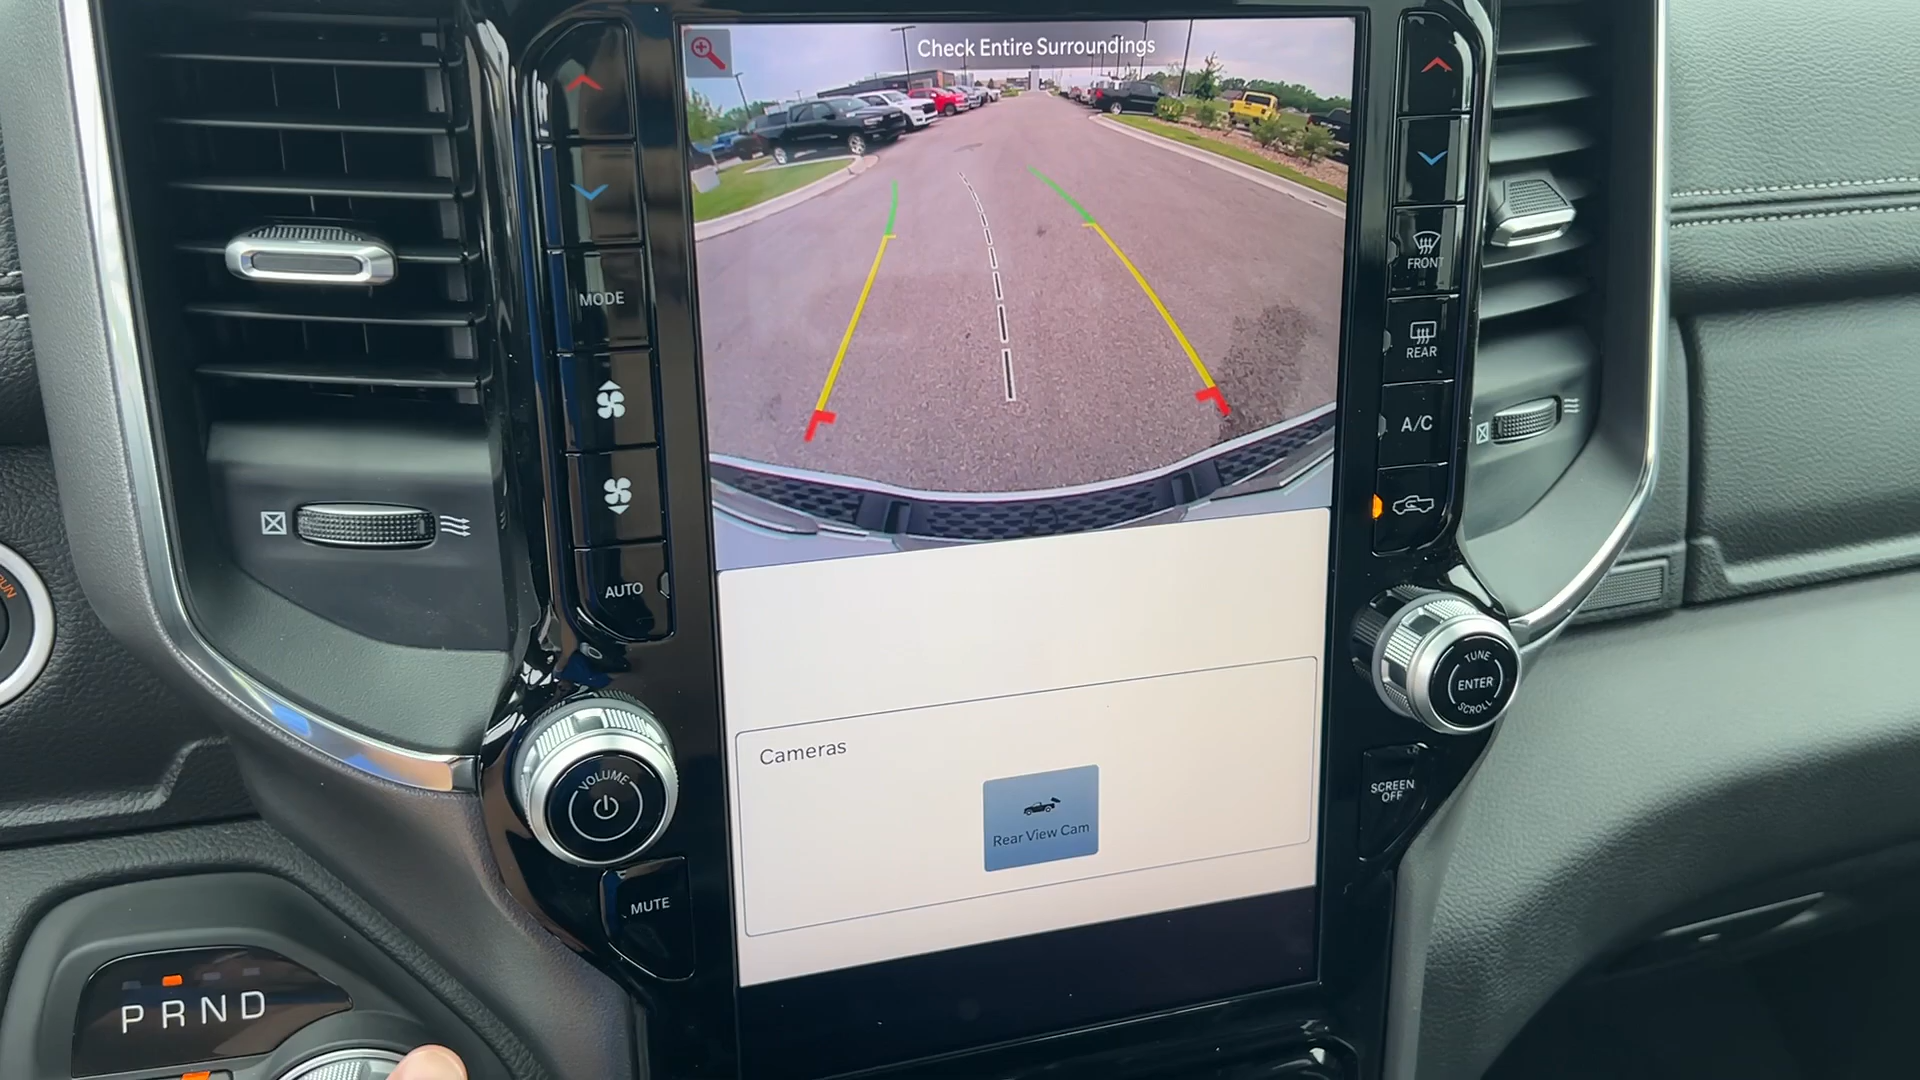 Check Entire Surroundings
MODE
AUTO
FRONT
REAR
A/C
TUNE
ENTER
SCROLL
SCREEN
OFF
VOLUME
MUTE
Cameras
Rear View Cam
RUN
PRND